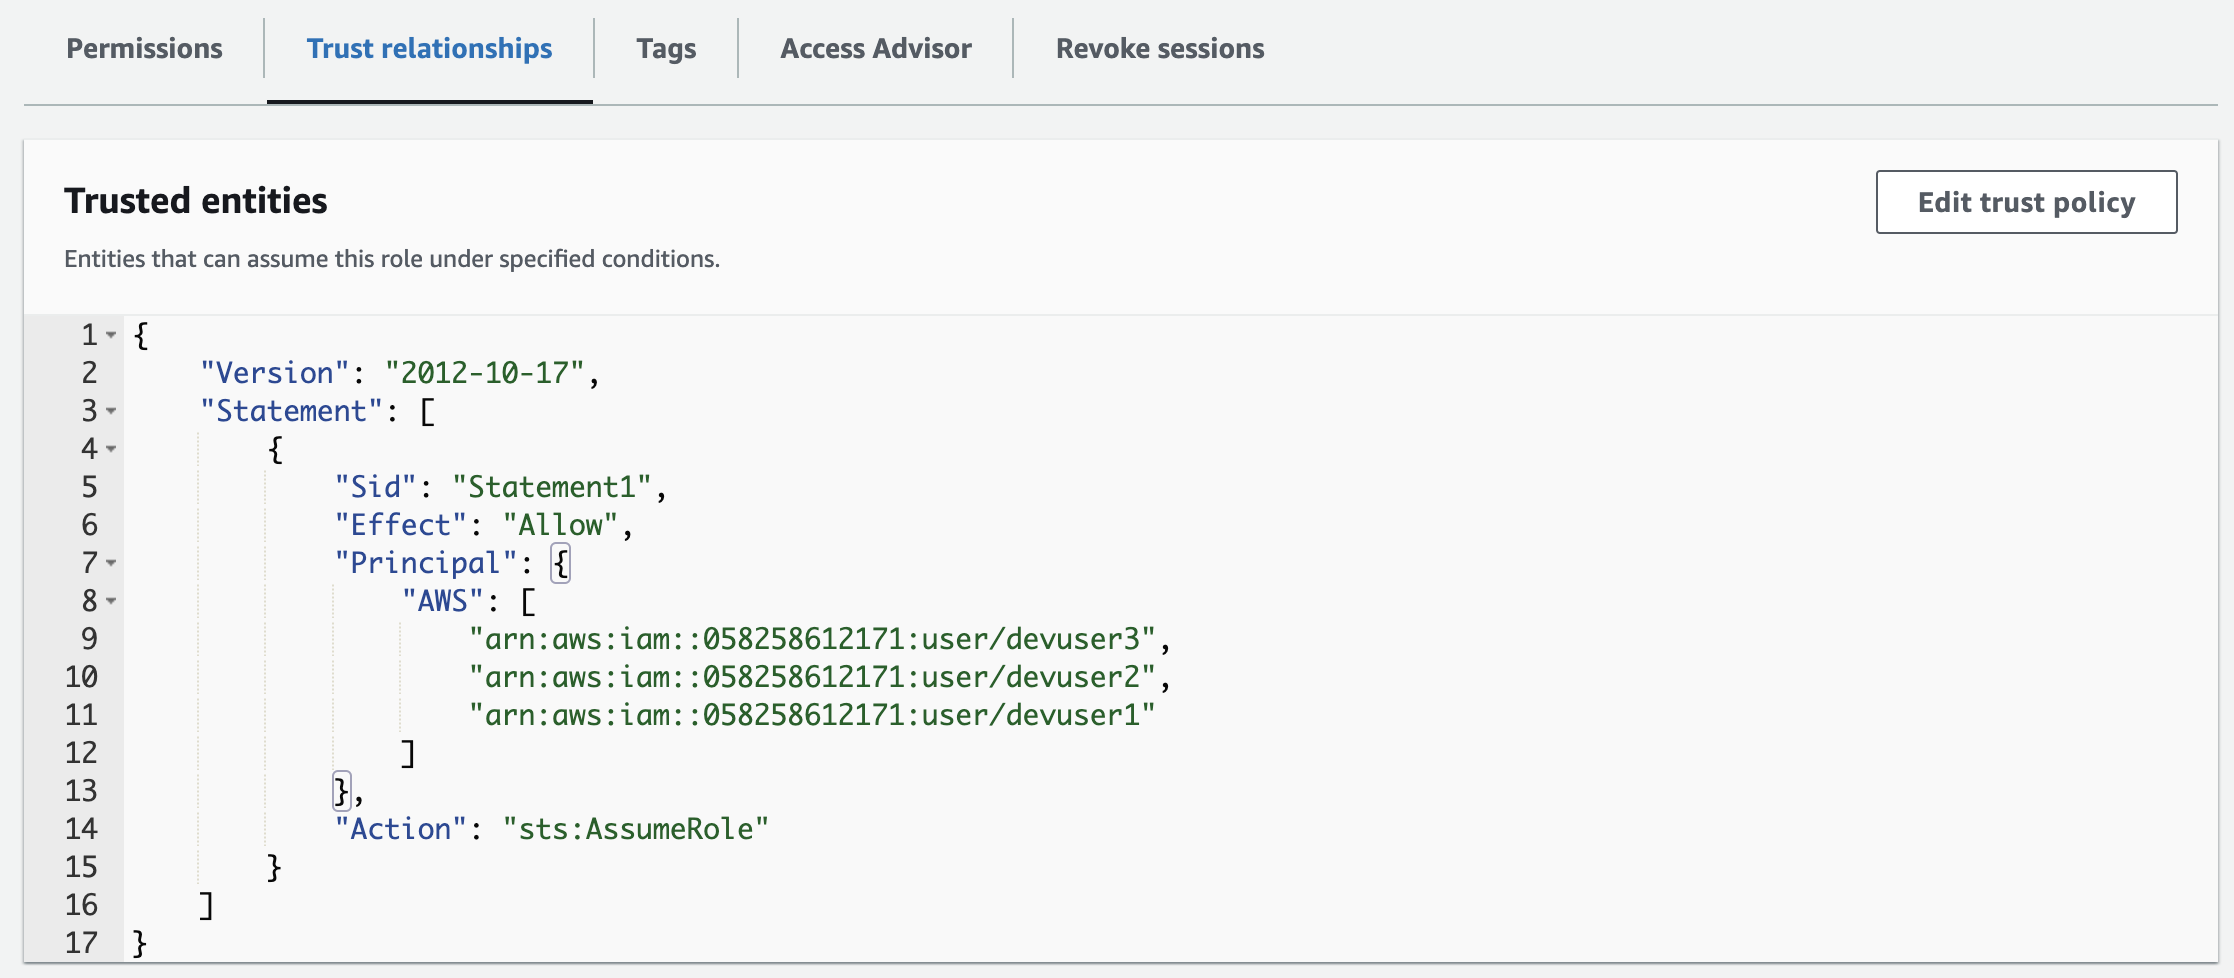 Permissions
Trust relationships
Tags
Access Advisor
Revoke sessions
Trusted entities
Edit trust policy
Entities that can assume this role under specified conditions.
1 {
2     "Version": "2012-10-17",
3     "Statement": [
4         {
5             "Sid": "Statement1",
6             "Effect": "Allow",
7             "Principal": {
8                 "AWS": [
9                     "arn:aws:iam::058258612171:user/devuser3",
10                     "arn:aws:iam::058258612171:user/devuser2",
11                     "arn:aws:iam::058258612171:user/devuser1"
12                 ]
13             },
14             "Action": "sts:AssumeRole"
15         }
16     ]
17 }